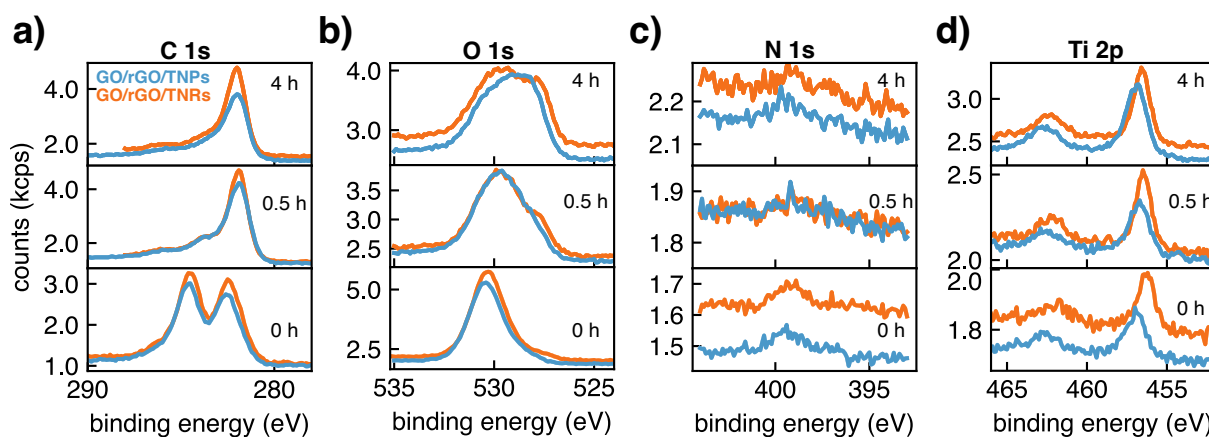 a)
C 1s
GO/rGO/TNPs
GO/rGO/TNRs
4 h
4.0
2.0
0.5 h
4.0
2.0
0 h
3.0
2.0
1.0
290
280
counts (kcps)
binding energy (eV)
b)
O 1s
4 h
4.0
3.0
0.5 h
3.5
3.0
2.5
0 h
5.0
2.5
535
530
525
binding energy (eV)
c)
N 1s
4 h
2.2
2.1
0.5 h
1.9
1.8
0 h
1.7
1.6
1.5
400
395
binding energy (eV)
d)
Ti 2p
4 h
3.0
2.5
0.5 h
2.5
2.0
0 h
2.0
1.8
465
460
455
binding energy (eV)